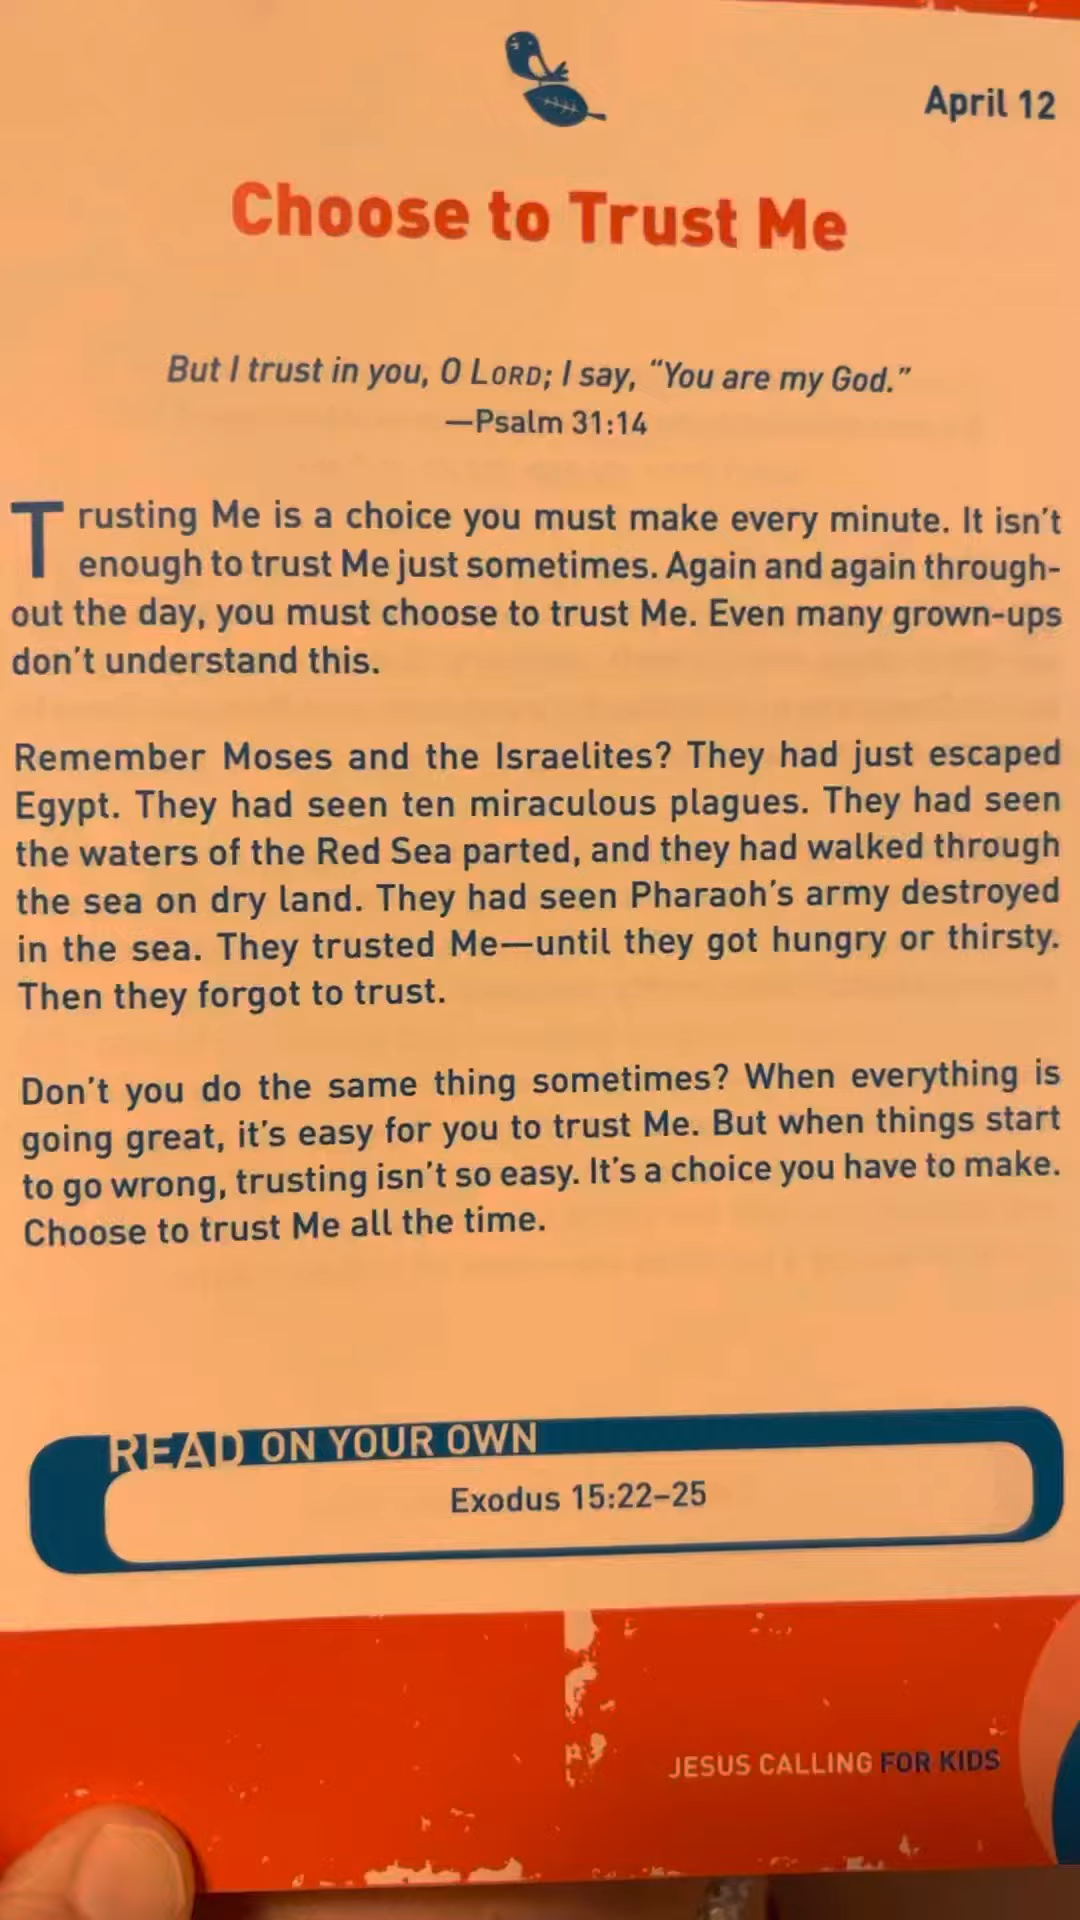 April 12
Choose to Trust Me
But I trust in you, O LORD; I say, “You are my God.”
—Psalm 31:14
Trusting Me is a choice you must make every minute. It isn’t
enough to trust Me just sometimes. Again and again through-
out the day, you must choose to trust Me. Even many grown-ups
don’t understand this.
Remember Moses and the Israelites? They had just escaped
Egypt. They had seen ten miraculous plagues. They had seen
the waters of the Red Sea parted, and they had walked through
the sea on dry land. They had seen Pharaoh’s army destroyed
in the sea. They trusted Me—until they got hungry or thirsty.
Then they forgot to trust.
Don’t you do the same thing sometimes? When everything is
going great, it’s easy for you to trust Me. But when things start
to go wrong, trusting isn’t so easy. It’s a choice you have to make.
Choose to trust Me all the time.
READ ON YOUR OWN
Exodus 15:22–25
JESUS CALLING FOR KIDS